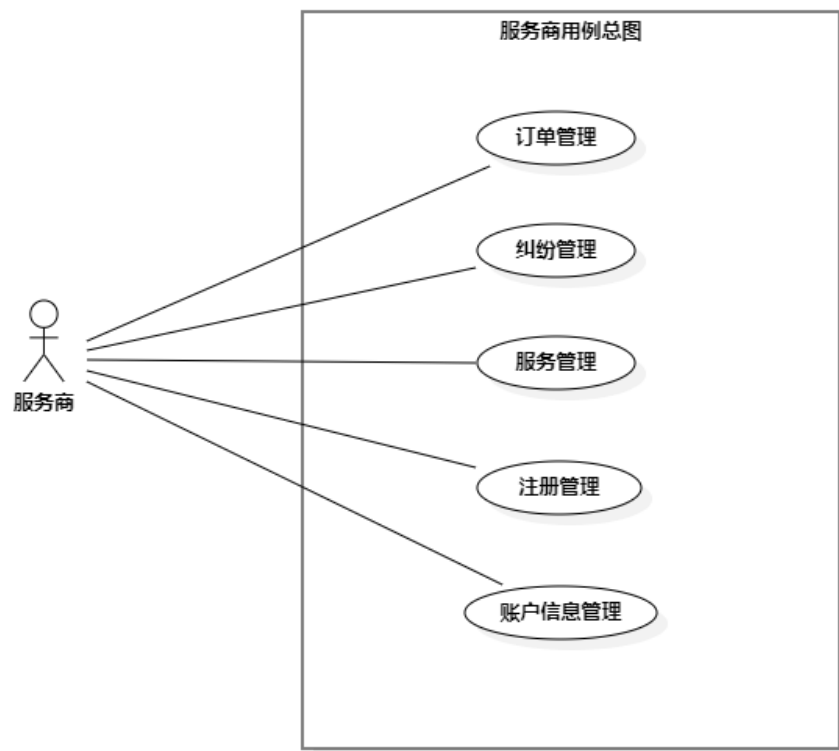 服务商用例总图
订单管理
纠纷管理
服务管理
服务商
注册管理
账户信息管理